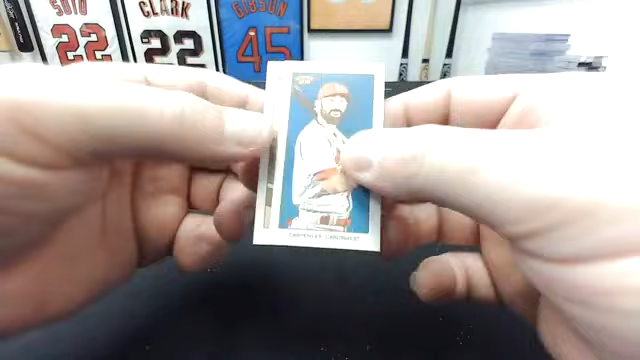 SOTO
22
CLARK
22
GIBSON
45
CARPENTER, CARDINALS